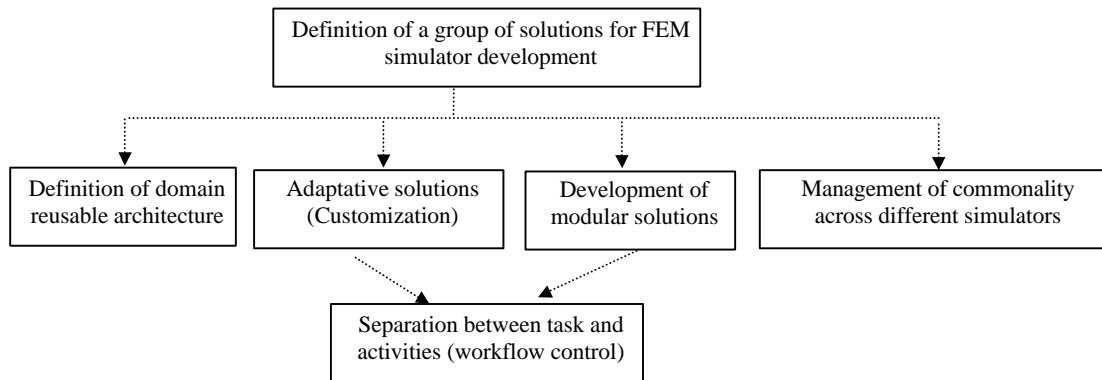 Definition of a group of solutions for FEM
simulator development
Definition of domain
reusable architecture
Adaptative solutions
(Customization)
Development of
modular solutions
Management of commonality
across different simulators
Separation between task and
activities (workflow control)